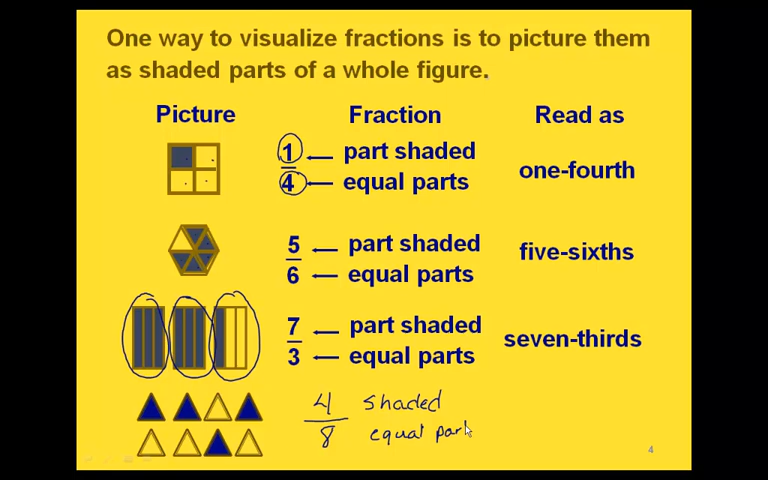 One way to visualize fractions is to picture them
as shaded parts of a whole figure.
Picture Fraction Read as
1 part shaded
4 equal parts
one-fourth
5 part shaded
6 equal parts
five-sixths
7 part shaded
3 equal parts
seven-thirds
4 shaded
8 equal part
4